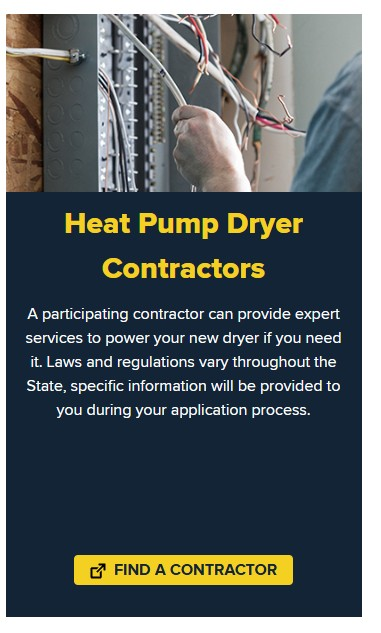 Heat Pump Dryer
Contractors
A participating contractor can provide expert
services to power your new dryer if you need
it. Laws and regulations vary throughout the
State, specific information will be provided to
you during your application process.
FIND A CONTRACTOR